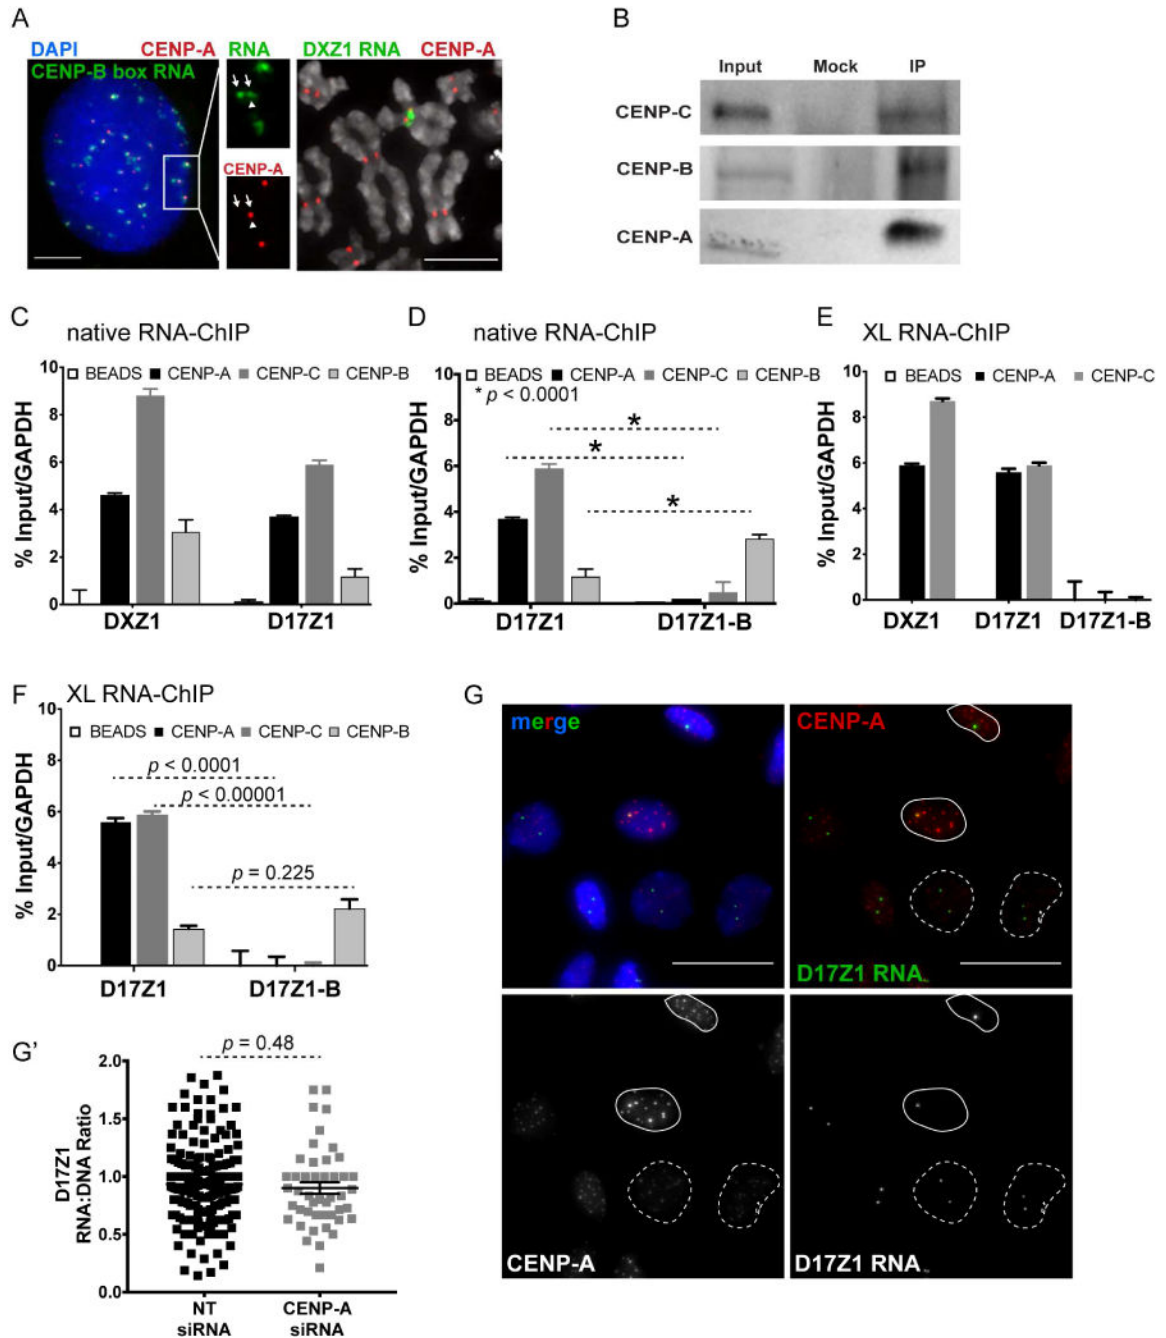 A
DAPI CENP-A RNA DXZ1 RNA CENP-A
CENP-B box RNA
CENP-A
B
Input Mock IP
CENP-C
CENP-B
CENP-A
C native RNA-ChIP
BEADS CENP-A CENP-C CENP-B
% Input/GAPDH
10
8
6
4
2
0
DXZ1 D17Z1
D native RNA-ChIP
BEADS CENP-A CENP-C CENP-B
* p < 0.0001
*
*
*
% Input/GAPDH
10
8
6
4
2
0
D17Z1 D17Z1-B
E XL RNA-ChIP
BEADS CENP-A CENP-C
% Input/GAPDH
10
8
6
4
2
0
DXZ1 D17Z1 D17Z1-B
F XL RNA-ChIP
BEADS CENP-A CENP-C CENP-B
p < 0.0001
p < 0.00001
p = 0.225
% Input/GAPDH
10
8
6
4
2
0
D17Z1 D17Z1-B
G
merge
CENP-A
D17Z1 RNA
CENP-A
D17Z1 RNA
G'
p = 0.48
D17Z1
RNA:DNA Ratio
2.0
1.5
1.0
0.5
0.0
NT
siRNA
CENP-A
siRNA